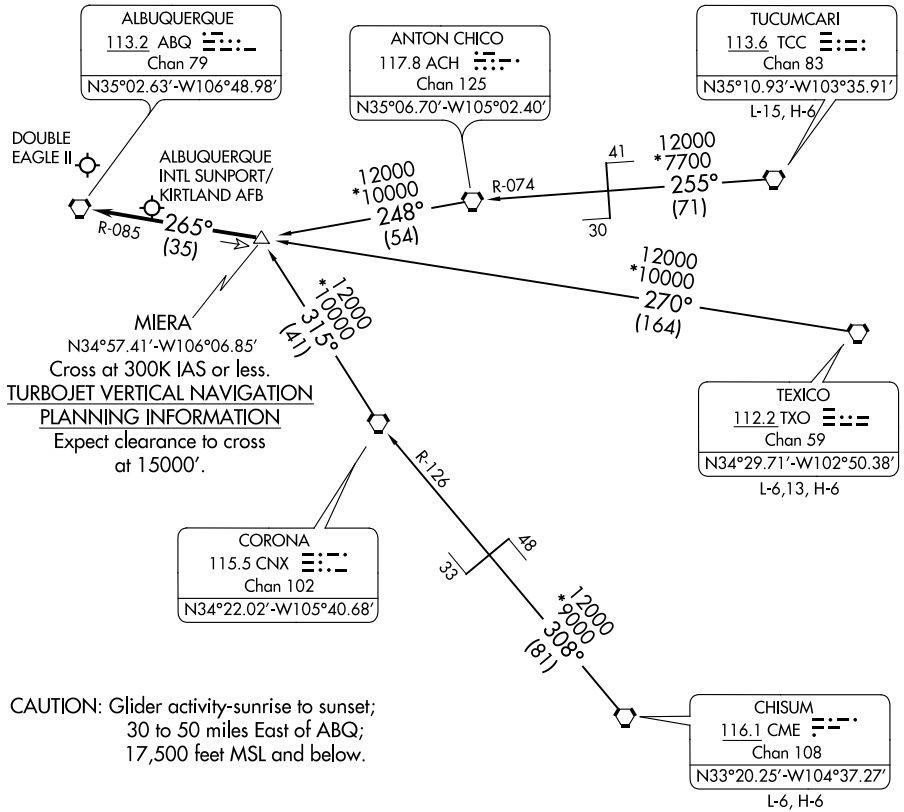 ALBUQUERQUE
113.2 ABQ
Chan 79
N35°02.63'-W106°48.98'
ANTON CHICO
117.8 ACH
Chan 125
N35°06.70'-W105°02.40'
TUCUMCARI
113.6 TCC
Chan 83
N35°10.93'-W103°35.91'
L-15, H-6
DOUBLE
EAGLE II
ALBUQUERQUE
INTL SUNPORT/
KIRTLAND AFB
R-085
265°
(35)
12000
*10000
248°
(54)
R-074
41
30
12000
*7700
255°
(71)
12000
*10000
270°
(164)
12000
*10000
315°
(41)
MIERA
N34°57.41'-W106°06.85'
Cross at 300K IAS or less.
TURBOJET VERTICAL NAVIGATION
PLANNING INFORMATION
Expect clearance to cross
at 15000'.
TEXICO
112.2 TXO
Chan 59
N34°29.71'-W102°50.38'
L-6,13, H-6
CORONA
115.5 CNX
Chan 102
N34°22.02'-W105°40.68'
R-126
48
33
12000
*9000
308°
(81)
CHISUM
116.1 CME
Chan 108
N33°20.25'-W104°37.27'
L-6, H-6
CAUTION: Glider activity-sunrise to sunset;
30 to 50 miles East of ABQ;
17,500 feet MSL and below.